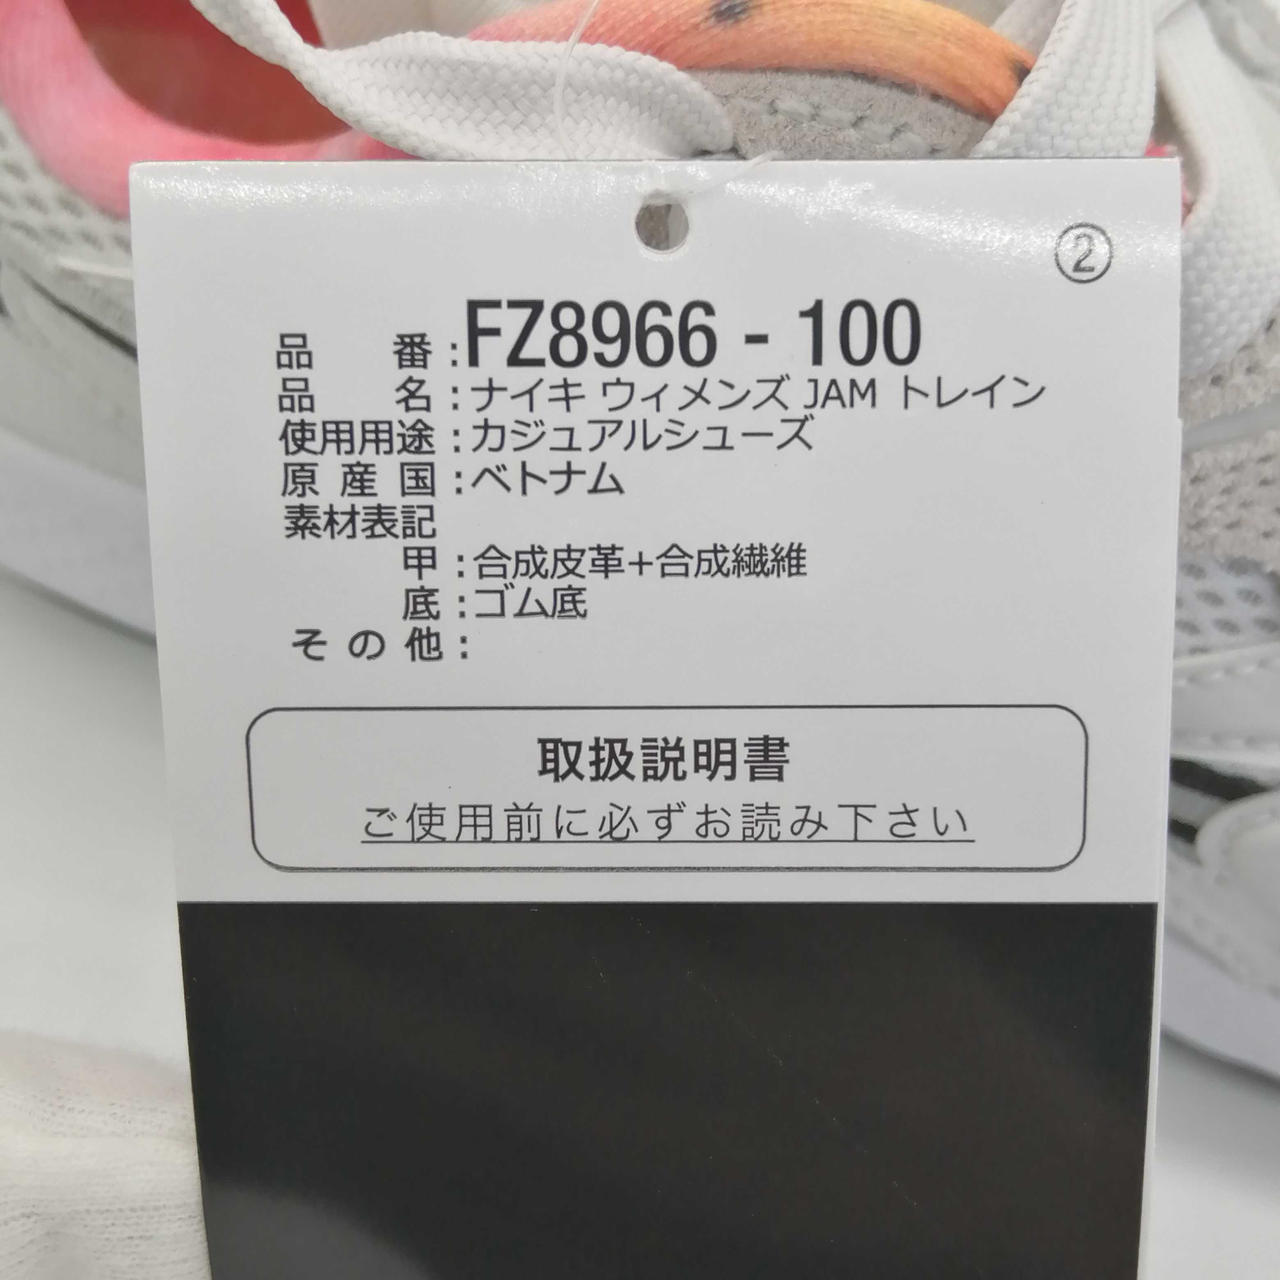 ②
品番:FZ8966 - 100
品名:ナイキ ウィメンズ JAM トレイン
使用用途:カジュアルシューズ
原産国:ベトナム
素材表記
甲:合成皮革+合成繊維
底:ゴム底
その他:
取扱説明書
ご使用前に必ずお読み下さい